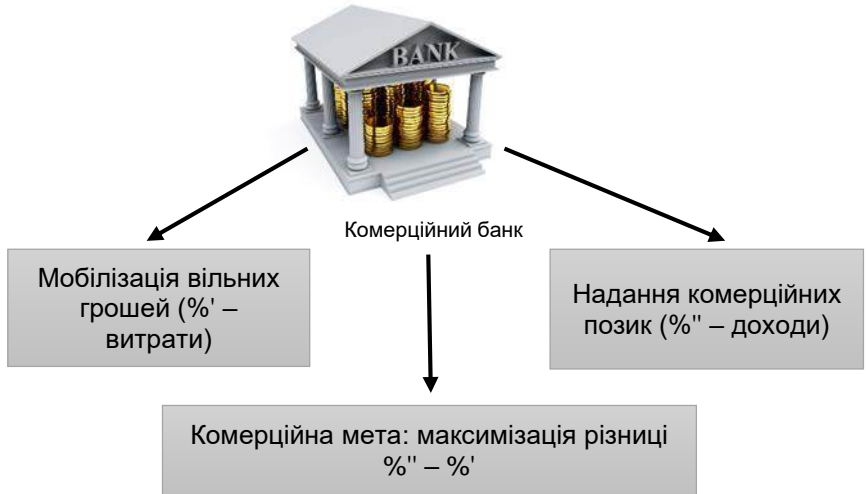 BANK
Комерційний банк
Мобілізація вільних
грошей (%' –
витрати)
Надання комерційних
позик (%'' – доходи)
Комерційна мета: максимізація різниці
%'' – %'